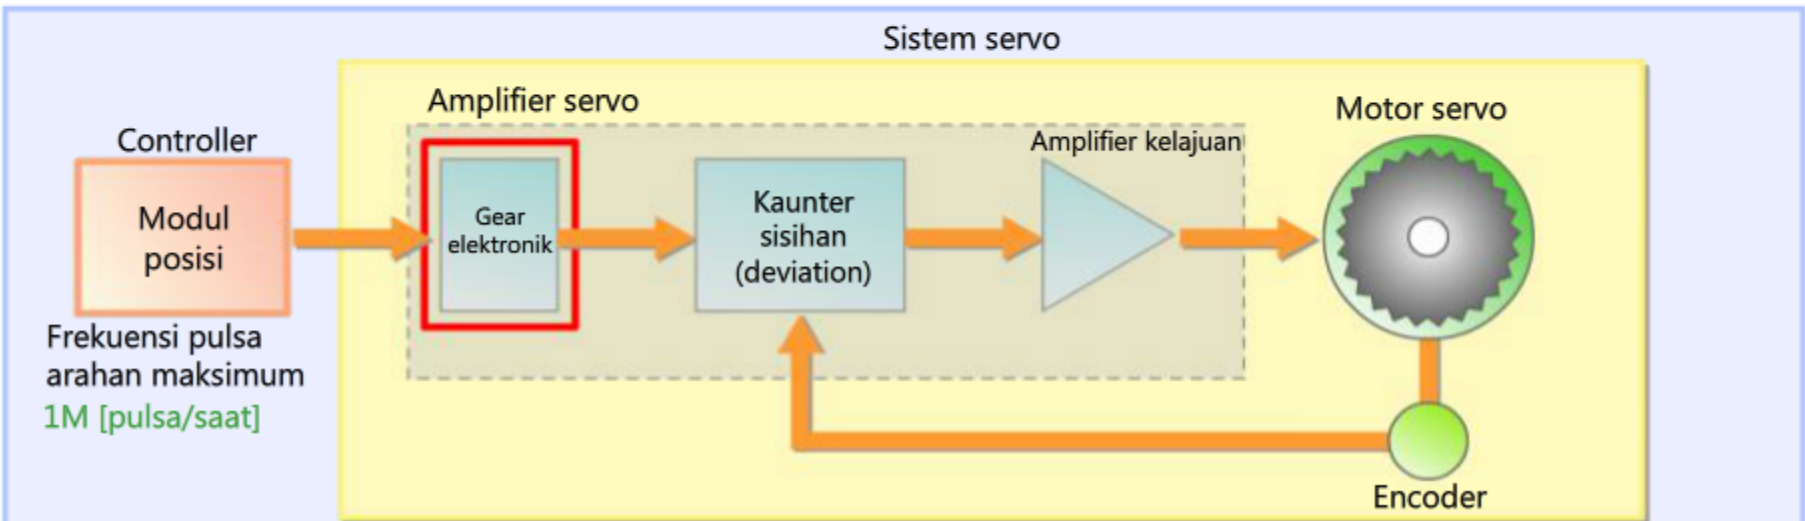 Sistem servo
Amplifier servo
Motor servo
Controller
Amplifier kelajuan
Modul
posisi
Gear
elektronik
Kaunter
sisihan
(deviation)
Frekuensi pulsa
arahan maksimum
1M [pulsa/saat]
Encoder